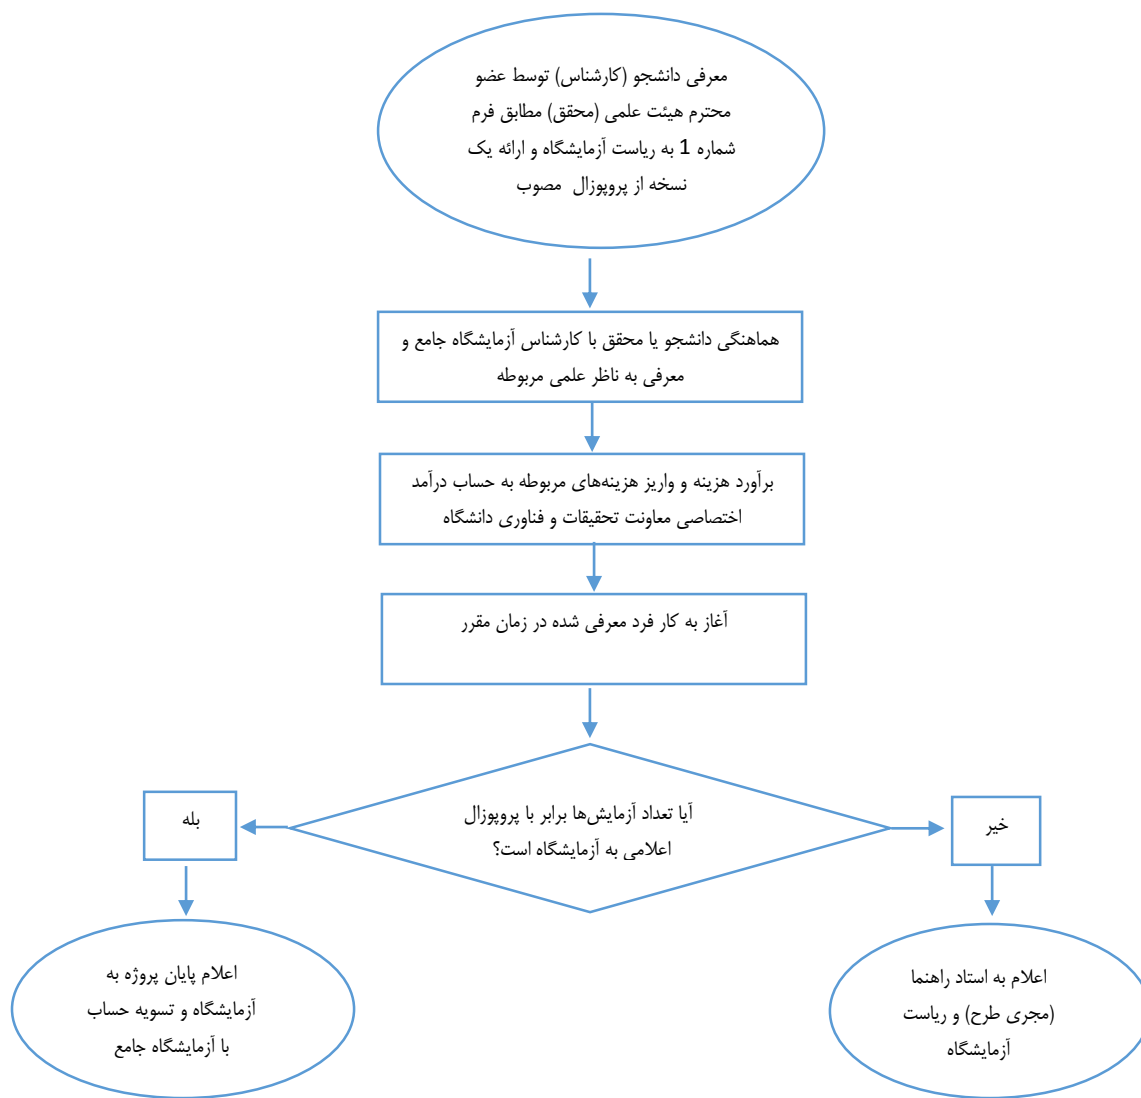 معرفی دانشجو (کارشناس) توسط عضو
محترم هیئت علمی (محقق) مطابق فرم
شماره 1 به ریاست آزمایشگاه و ارائه یک
نسخه از پروپوزال مصوب
هماهنگی دانشجو یا محقق با کارشناس آزمایشگاه جامع و
معرفی به ناظر علمی مربوطه
برآورد هزینه و واریز هزینه‌های مربوطه به حساب درآمد
اختصاصی معاونت تحقیقات و فناوری دانشگاه
آغاز به کار فرد معرفی شده در زمان مقرر
آیا تعداد آزمایش‌ها برابر با پروپوزال
اعلامی به آزمایشگاه است؟
خیر
بله
اعلام به استاد راهنما
(مجری طرح) و ریاست
آزمایشگاه
اعلام پایان پروژه به
آزمایشگاه و تسویه حساب
با آزمایشگاه جامع